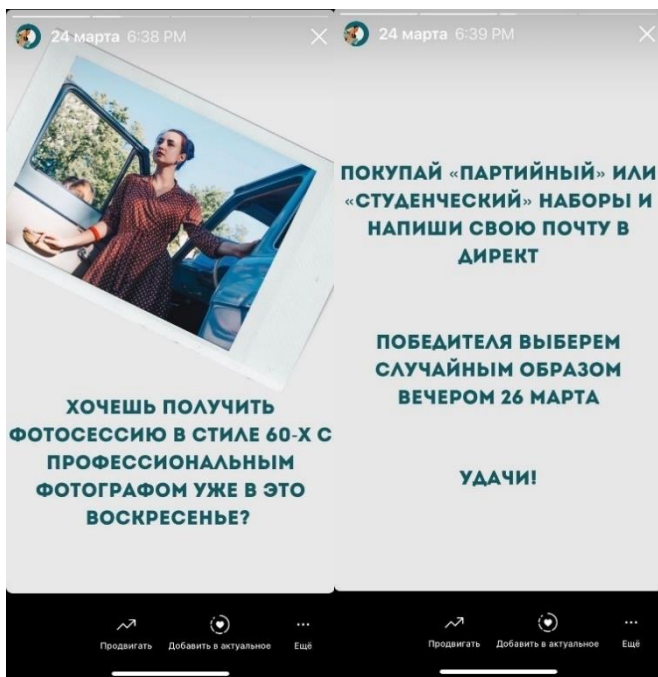 24 марта 6:38 PM
ХОЧЕШЬ ПОЛУЧИТЬ
ФОТОСЕССИЮ В СТИЛЕ 60-Х С
ПРОФЕССИОНАЛЬНЫМ
ФОТОГРАФОМ УЖЕ В ЭТО
ВОСКРЕСЕНЬЕ?
Продвигать Добавить в актуальное Ещё
24 марта 6:39 PM
ПОКУПАЙ «ПАРТИЙНЫЙ» ИЛИ
«СТУДЕНЧЕСКИЙ» НАБОРЫ И
НАПИШИ СВОЮ ПОЧТУ В
ДИРЕКТ
ПОБЕДИТЕЛЯ ВЫБЕРЕМ
СЛУЧАЙНЫМ ОБРАЗОМ
ВЕЧЕРОМ 26 МАРТА
УДАЧИ!
Продвигать Добавить в актуальное Ещё